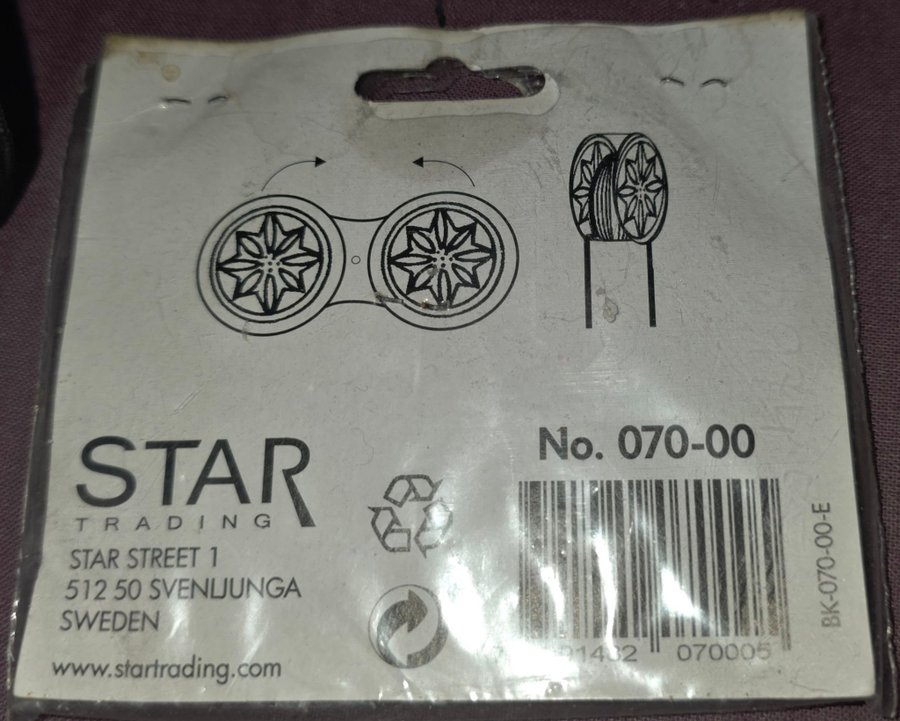 STAR
TRADING
STAR STREET 1
512 50 SVENLJUNGA
SWEDEN
www.startrading.com
No. 070-00
070005
BK-070-00-E